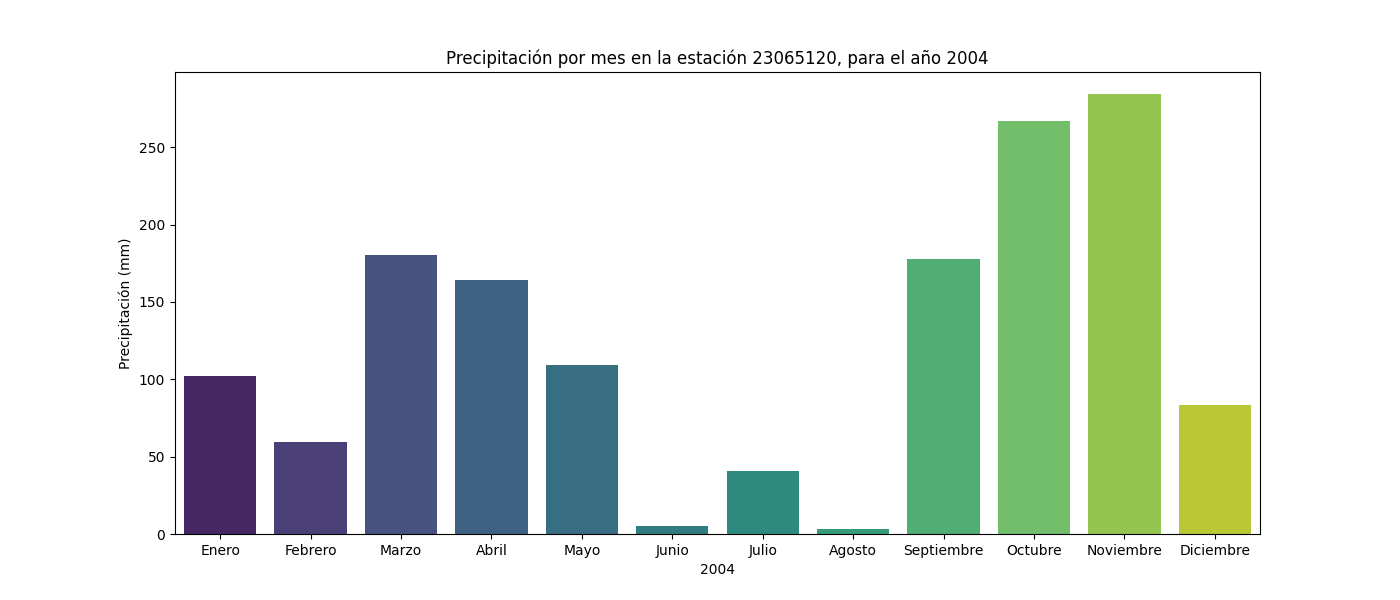 Precipitación por mes en la estación 23065120, para el año 2004
Precipitación (mm)
250
200
150
100
50
0
Enero Febrero Marzo Abril Mayo Junio Julio Agosto Septiembre Octubre Noviembre Diciembre
2004